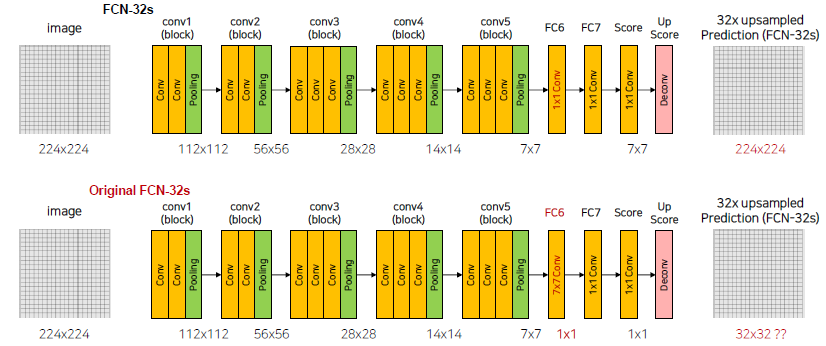 FCN-32s
image
conv1
(block)
conv2
(block)
conv3
(block)
conv4
(block)
conv5
(block)
FC6
FC7
Score
Up
Score
32x upsampled
Prediction (FCN-32s)
Conv
Conv
Pooling
Conv
Conv
Pooling
Conv
Conv
Conv
Pooling
Conv
Conv
Conv
Pooling
Conv
Conv
Conv
Pooling
1x1 Conv
1x1 Conv
1x1 Conv
Deconv
224x224
112x112
56x56
28x28
14x14
7x7
7x7
224x224
Original FCN-32s
image
conv1
(block)
conv2
(block)
conv3
(block)
conv4
(block)
conv5
(block)
FC6
FC7
Score
Up
Score
32x upsampled
Prediction (FCN-32s)
Conv
Conv
Pooling
Conv
Conv
Pooling
Conv
Conv
Conv
Pooling
Conv
Conv
Conv
Pooling
Conv
Conv
Conv
Pooling
7x7 Conv
1x1 Conv
1x1 Conv
Deconv
224x224
112x112
56x56
28x28
14x14
7x7
1x1
1x1
32x32 ??